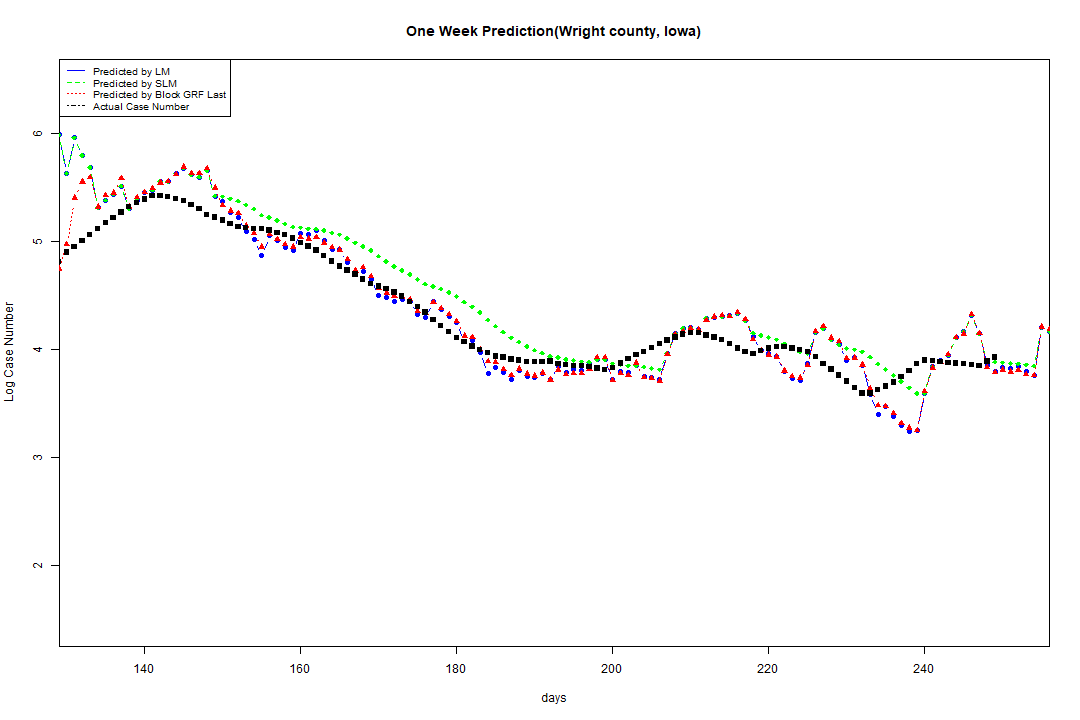 One Week Prediction(Wright county, Iowa)
Predicted by LM
Predicted by SLM
Predicted by Block GRF Last
Actual Case Number
6
5
4
3
2
Log Case Number
140 160 180 200 220 240
days